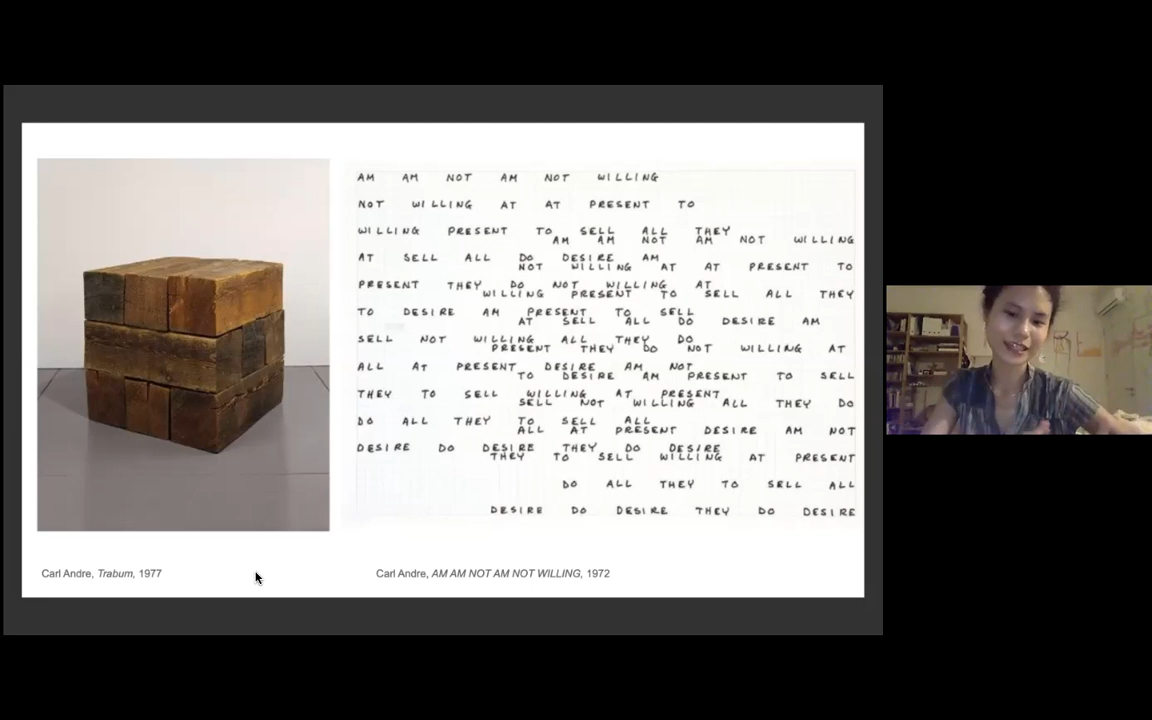 AM AM NOT AM NOT WILLING
NOT WILLING AT AT PRESENT TO
WILLING PRESENT TO SELL ALL THEY
AM AM NOT AM NOT WILLING
AT SELL ALL DO DESIRE AM
NOT WILLING AT AT PRESENT TO
PRESENT THEY DO NOT WILLING AT
WILLING PRESENT TO SELL ALL THEY
TO DESIRE AM PRESENT TO SELL
AT SELL ALL DO DESIRE AM
SELL NOT WILLING ALL THEY DO
PRESENT THEY DO NOT WILLING AT
ALL AT PRESENT DESIRE AM NOT
TO DESIRE AM PRESENT TO SELL
THEY TO SELL WILLING AT PRESENT
SELL NOT WILLING ALL THEY DO
DO ALL THEY TO SELL ALL
ALL AT PRESENT DESIRE AM NOT
DESIRE DO DESIRE THEY DO DESIRE
THEY TO SELL WILLING AT PRESENT
DO ALL THEY TO SELL ALL
DESIRE DO DESIRE THEY DO DESIRE
Carl Andre, Trabum, 1977
Carl Andre, AM AM NOT AM NOT WILLING, 1972